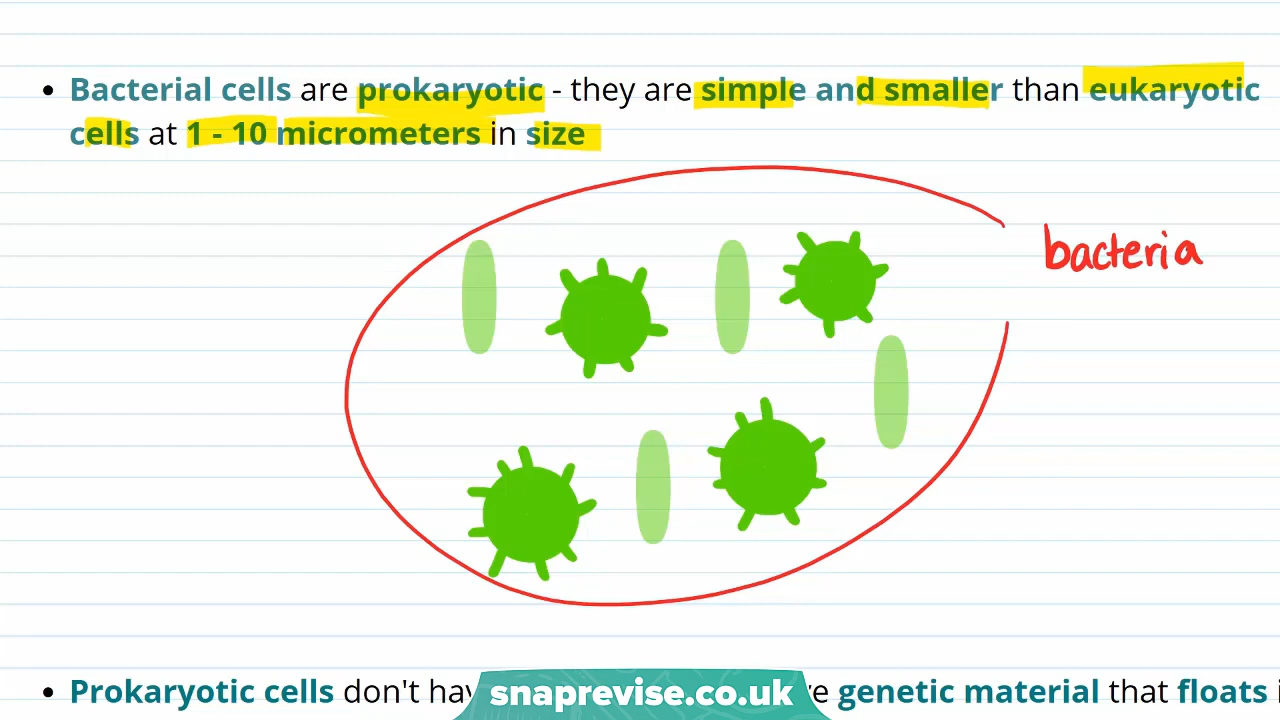 Bacterial cells are prokaryotic - they are simple and smaller than eukaryotic
cells at 1 - 10 micrometers in size
bacteria
Prokaryotic cells don't genetic material that floats
snaprevise.co.uk